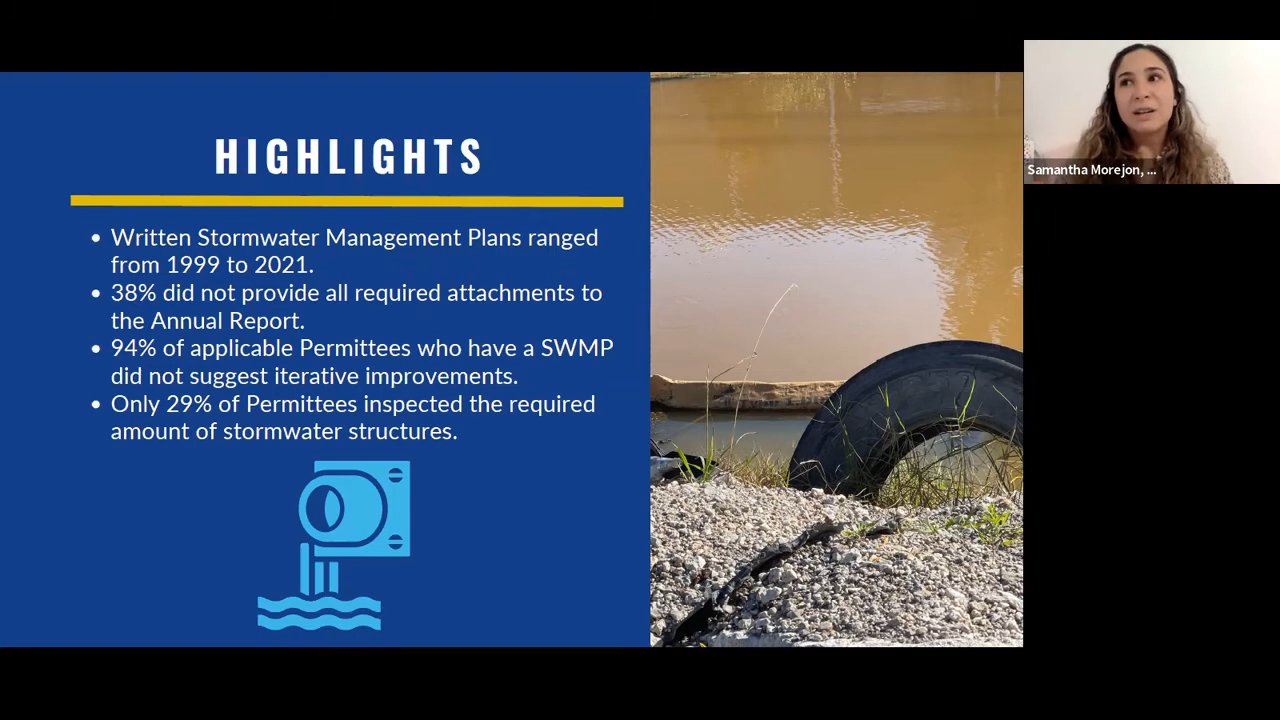 HIGHLIGHTS
• Written Stormwater Management Plans ranged
from 1999 to 2021.
• 38% did not provide all required attachments to
the Annual Report.
• 94% of applicable Permittees who have a SWMP
did not suggest iterative improvements.
• Only 29% of Permittees inspected the required
amount of stormwater structures.
Samantha Morejon, ...